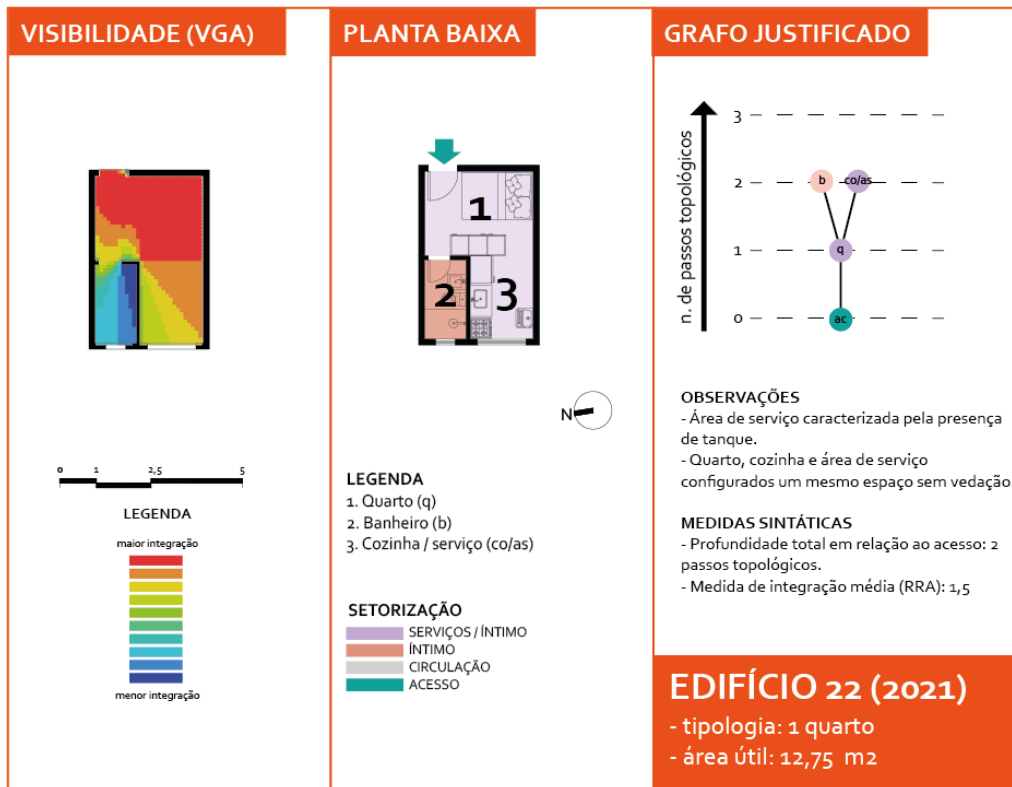 VISIBILIDADE (VGA)
0 1 2,5 5
LEGENDA
maior integração
menor integração
PLANTA BAIXA
1
2
3
N
LEGENDA
1. Quarto (q)
2. Banheiro (b)
3. Cozinha / serviço (co/as)
SETORIZAÇÃO
SERVIÇOS / ÍNTIMO
ÍNTIMO
CIRCULAÇÃO
ACESSO
GRAFO JUSTIFICADO
n. de passos topológicos
3
2
b
co/as
1
q
0
ac
OBSERVAÇÕES
- Área de serviço caracterizada pela presença
de tanque.
- Quarto, cozinha e área de serviço
configurados um mesmo espaço sem vedação.
MEDIDAS SINTÁTICAS
- Profundidade total em relação ao acesso: 2
passos topológicos.
- Medida de integração média (RRA): 1,5
EDIFÍCIO 22 (2021)
- tipologia: 1 quarto
- área útil: 12,75 m2